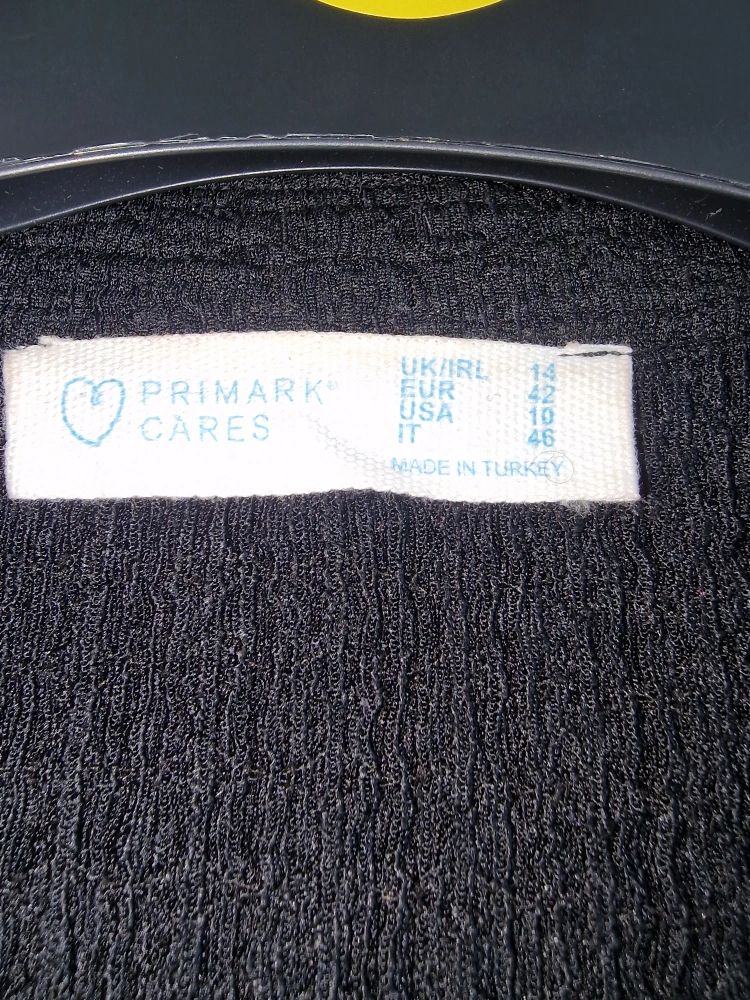 PRIMARK®
CARES
UK/IRL 14
EUR 42
USA 10
IT 46
MADE IN TURKEY